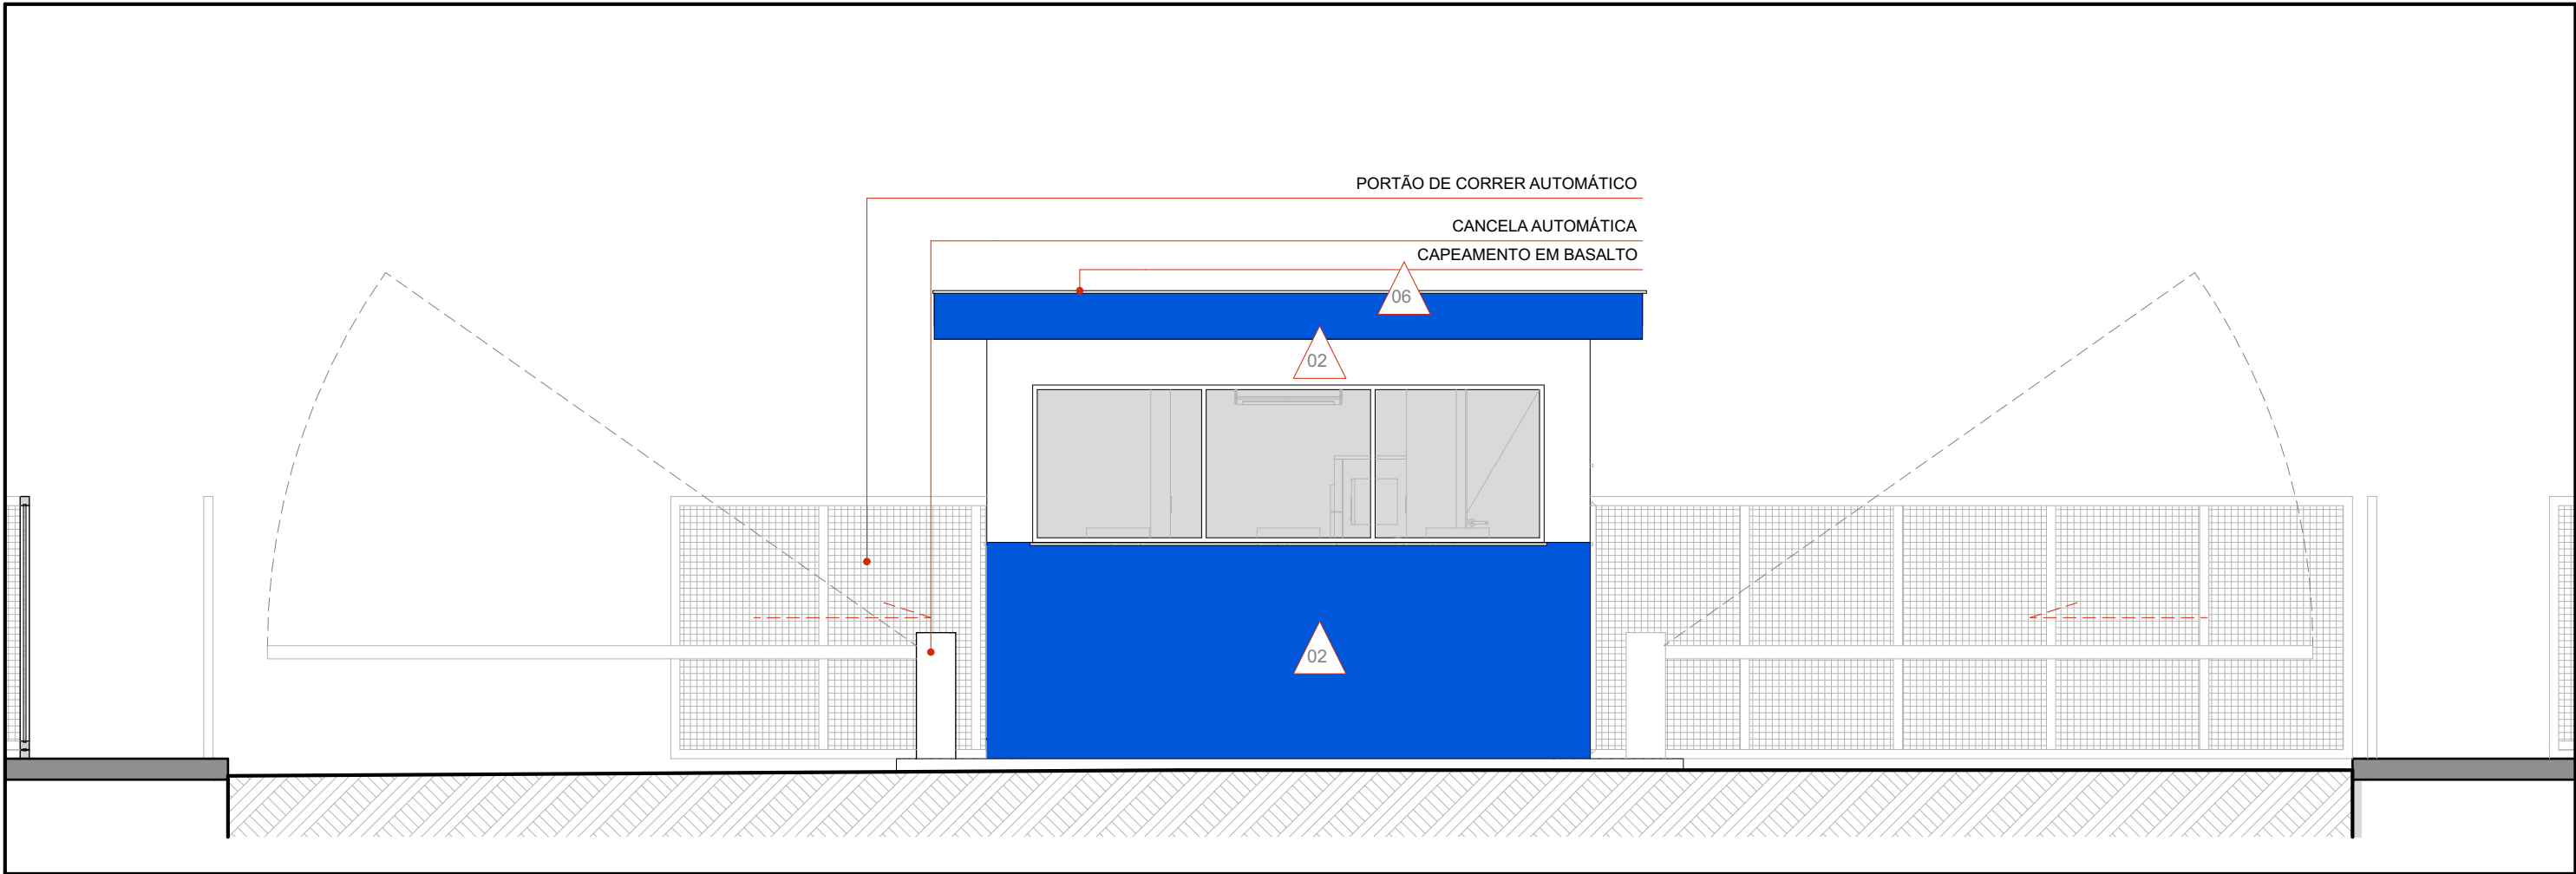 PORTÃO DE CORRER AUTOMÁTICO
CANCELA AUTOMÁTICA
CAPEAMENTO EM BASALTO
06
02
02